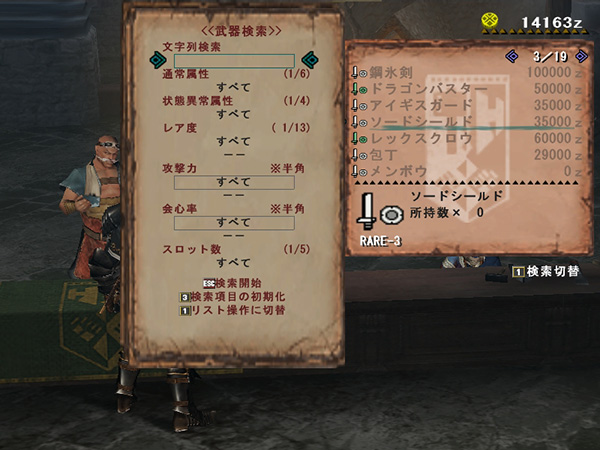 14163z
<<武器検索>>
文字列検索
通常属性 (1/6)
すべて
状態異常属性 (1/4)
すべて
レア度 ( 1/13)
すべて
ーー
攻撃力 ※半角
すべて
ーー
会心率 ※半角
すべて
ーー
スロット数 (1/5)
すべて
ESC検索開始
3検索項目の初期化
1リスト操作に切替
3/19
鋼氷剣 100000z
ドラゴンバスター 50000z
アイギスガード 35000z
ソードシールド 35000z
レックスクロウ 60000z
包丁 29000z
メンボウ 0z
ソードシールド
所持数× 0
RARE-3
1検索切替